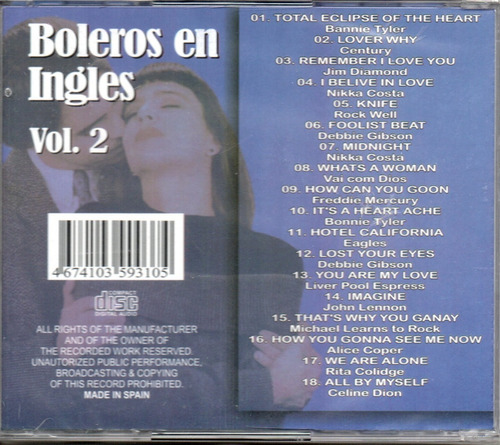 Boleros en
Ingles
Vol. 2
4 674103 593105
COMPACT
disc
DIGITAL AUDIO
ALL RIGHTS OF THE MANUFACTURER
AND OF THE OWNER OF
THE RECORDED WORK RESERVED.
UNAUTORIZED PUBLIC PERFORMANCE,
BROADCASTING & COPYING
OF THIS RECORD PROHIBITED.
MADE IN SPAIN
01. TOTAL ECLIPSE OF THE HEART
Bannie Tyler
02. LOVER WHY
Century
03. REMEMBER I LOVE YOU
Jim Diamond
04. I BELIVE IN LOVE
Nikka Costa
05. KNIFE
Rock Well
06. FOOLIST BEAT
Debbie Gibson
07. MIDNIGHT
Nikka Costa
08. WHATS A WOMAN
Vai com Dios
09. HOW CAN YOU GOON
Freddie Mercury
10. IT'S A HEART ACHE
Bonnie Tyler
11. HOTEL CALIFORNIA
Eagles
12. LOST YOUR EYES
Debbie Gibson
13. YOU ARE MY LOVE
Liver Pool Espress
14. IMAGINE
John Lennon
15. THAT'S WHY YOU GANAY
Michael Learns to Rock
16. HOW YOU GONNA SEE ME NOW
Alice Coper
17. WE ARE ALONE
Rita Colidge
18. ALL BY MYSELF
Celine Dion